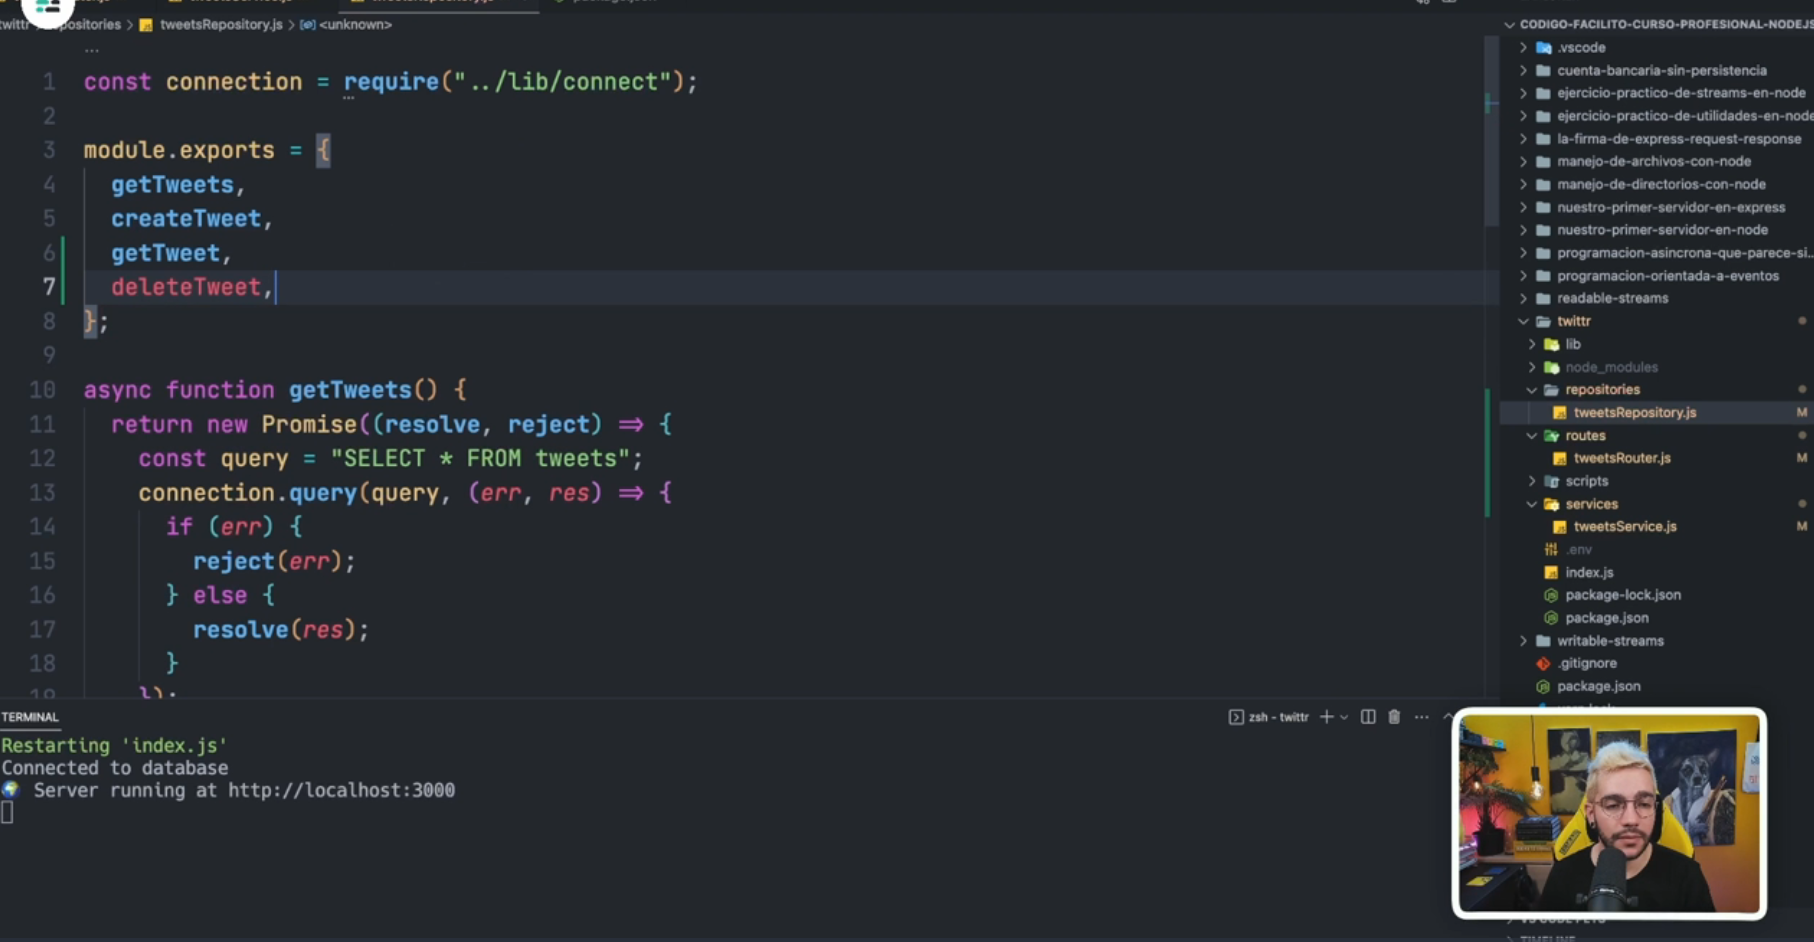 twittr > repositories > tweetsRepository.js > <unknown>
...
1 const connection = require("../lib/connect");
2
3 module.exports = {
4 getTweets,
5 createTweet,
6 getTweet,
7 deleteTweet,
8 };
9
10 async function getTweets() {
11 return new Promise((resolve, reject) => {
12 const query = "SELECT * FROM tweets";
13 connection.query(query, (err, res) => {
14 if (err) {
15 reject(err);
16 } else {
17 resolve(res);
18 }
19 });
TERMINAL
zsh - twittr
Restarting 'index.js'
Connected to database
Server running at http://localhost:3000
CODIGO-FACILITO-CURSO-PROFESIONAL-NODEJS
.vscode
cuenta-bancaria-sin-persistencia
ejercicio-practico-de-streams-en-node
ejercicio-practico-de-utilidades-en-node
la-firma-de-express-request-response
manejo-de-archivos-con-node
manejo-de-directorios-con-node
nuestro-primer-servidor-en-express
nuestro-primer-servidor-en-node
programacion-asincrona-que-parece-si...
programacion-orientada-a-eventos
readable-streams
twittr
lib
node_modules
repositories
tweetsRepository.js M
routes
tweetsRouter.js M
scripts
services
tweetsService.js M
.env
index.js
package-lock.json
package.json
writable-streams
.gitignore
package.json